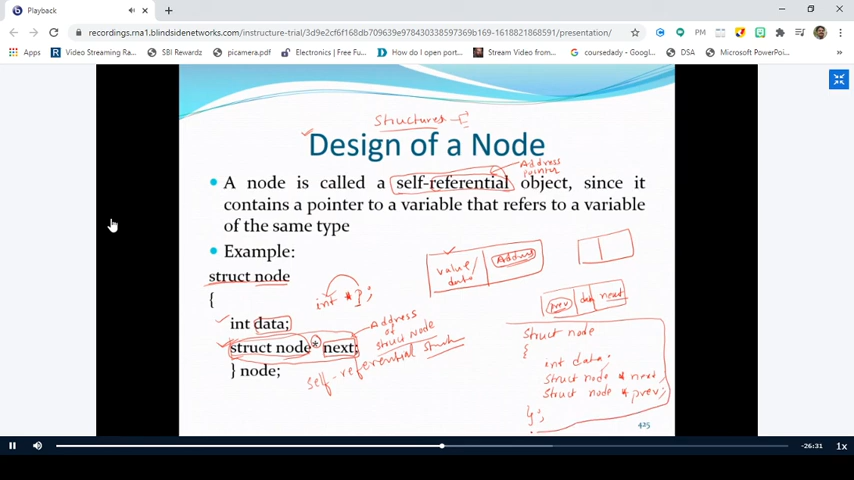 Playback
recordings.rna1.blindsidenetworks.com/instructure-trial/3d9e2cf6f168db709639e978430338597369b169-1618821868591/presentation/
PM
Apps
Video Streaming Ra...
SBI Rewardz
picamera.pdf
Electronics | Free Fu...
How do I open port...
Stream Video from...
coursedady - Googl...
DSA
Microsoft PowerPoi...
Structures - C
Design of a Node
Address
pointer
• A node is called a self-referential object, since it
contains a pointer to a variable that refers to a variable
of the same type
• Example:
value/
data
Address
struct node
int *p;
{
prev data next
int data;
Address
of
struct node
struct node* next;
self-referential
} node;
struct node
{
int data;
struct node * next;
struct node * prev;
};
425
-26:31
1x